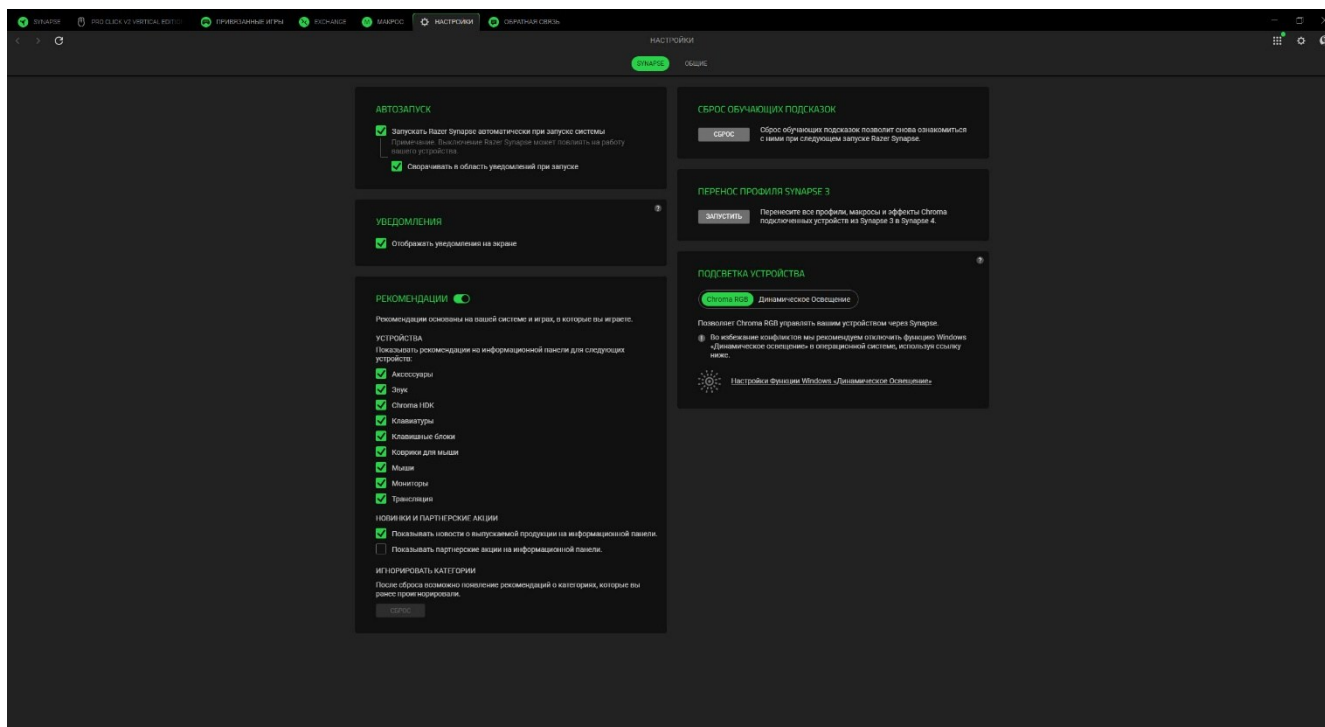 SYNAPSE
PRO CLICK V2 VERTICAL EDITIO
ПРИВЯЗАННЫЕ ИГРЫ
EXCHANGE
МАКРОС
НАСТРОЙКИ
ОБРАТНАЯ СВЯЗЬ
НАСТРОЙКИ
SYNAPSE
ОБЩИЕ
АВТОЗАПУСК
Запускать Razer Synapse автоматически при запуске системы
Примечание. Выключение Razer Synapse может повлиять на работу
вашего устройства.
Сворачивать в область уведомлений при запуске
УВЕДОМЛЕНИЯ
Отображать уведомления на экране
РЕКОМЕНДАЦИИ
Рекомендации основаны на вашей системе и играх, в которые вы играете.
УСТРОЙСТВА
Показывать рекомендации на информационной панели для следующих
устройств:
Аксессуары
Звук
Chroma HDK
Клавиатуры
Клавишные блоки
Коврики для мыши
Мыши
Мониторы
Трансляция
НОВИНКИ И ПАРТНЕРСКИЕ АКЦИИ
Показывать новости о выпускаемой продукции на информационной панели.
Показывать партнерские акции на информационной панели.
ИГНОРИРОВАТЬ КАТЕГОРИИ
После сброса возможно появление рекомендаций о категориях, которые вы
ранее проигнорировали.
СБРОС
СБРОС ОБУЧАЮЩИХ ПОДСКАЗОК
СБРОС
Сброс обучающих подсказок позволит снова ознакомиться
с ними при следующем запуске Razer Synapse.
ПЕРЕНОС ПРОФИЛЯ SYNAPSE 3
ЗАПУСТИТЬ
Перенесите все профили, макросы и эффекты Chroma
подключенных устройств из Synapse 3 в Synapse 4.
ПОДСВЕТКА УСТРОЙСТВА
Chroma RGB
Динамическое Освещение
Позволяет Chroma RGB управлять вашим устройством через Synapse.
Во избежание конфликтов мы рекомендуем отключить функцию Windows
«Динамическое освещение» в операционной системе, используя ссылку
ниже.
Настройки Функции Windows «Динамическое Освещение»